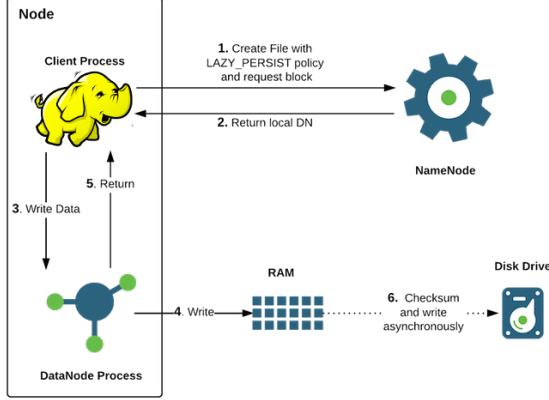 Node
Client Process
1. Create File with
LAZY_PERSIST policy
and request block
2. Return local DN
NameNode
5. Return
3. Write Data
RAM
Disk Drive
4. Write
6. Checksum
and write
asynchronously
DataNode Process